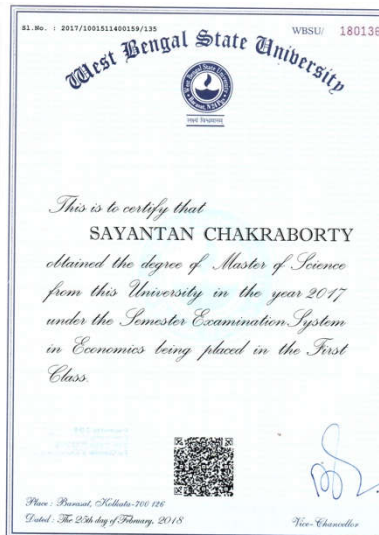 Sl.No. : 2017/1001511400159/135
WBSU/ 180136
West Bengal State University
This is to certify that
SAYANTAN CHAKRABORTY
obtained the degree of Master of Science
from this University in the year 2017
under the Semester Examination System
in Economics being placed in the First
Class.
Place : Barasat, Kolkata-700 126
Dated : The 25th day of February, 2018
Vice-Chancellor